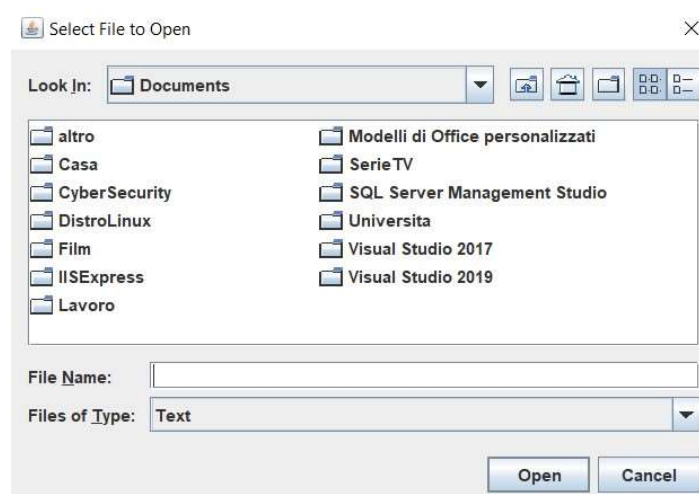 Select File to Open
Look In: Documents
altro
Casa
CyberSecurity
DistroLinux
Film
IISExpress
Lavoro
Modelli di Office personalizzati
SerieTV
SQL Server Management Studio
Universita
Visual Studio 2017
Visual Studio 2019
File Name:
Files of Type: Text
Open Cancel